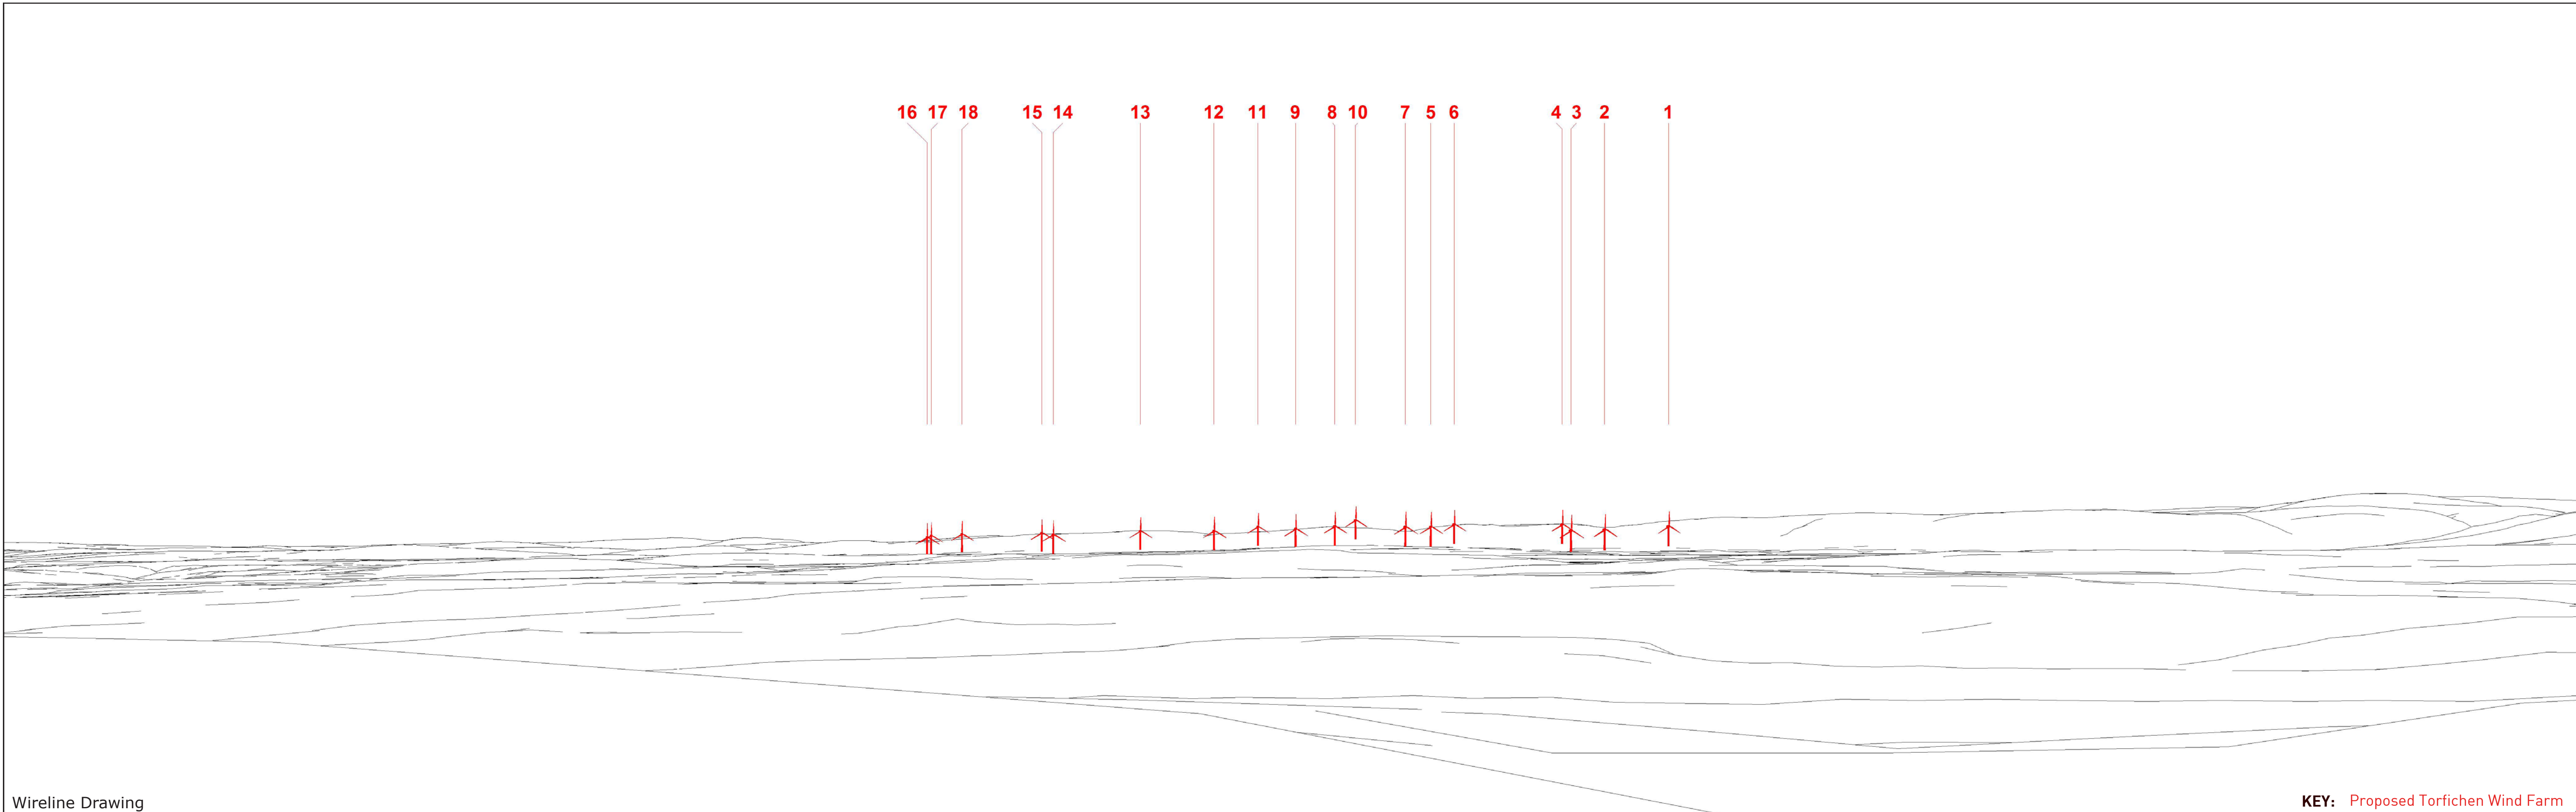 16 17 18 15 14 13 12 11 9 8 10 7 5 6 4 3 2 1
Wireline Drawing
KEY: Proposed Torfichen Wind Farm